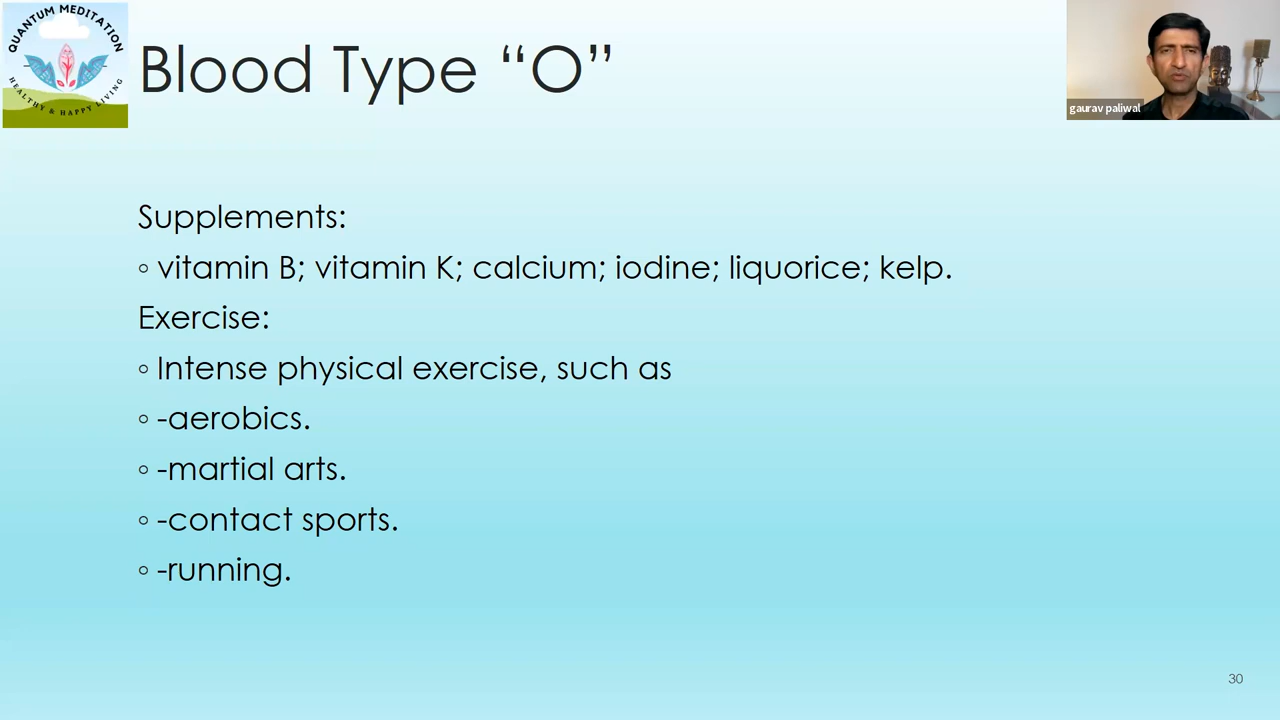 QUANTUM MEDITATION
HEALTHY & HAPPY LIVING
Blood Type “O”
gaurav paliwal
Supplements:
◦ vitamin B; vitamin K; calcium; iodine; liquorice; kelp.
Exercise:
◦ Intense physical exercise, such as
◦ -aerobics.
◦ -martial arts.
◦ -contact sports.
◦ -running.
30